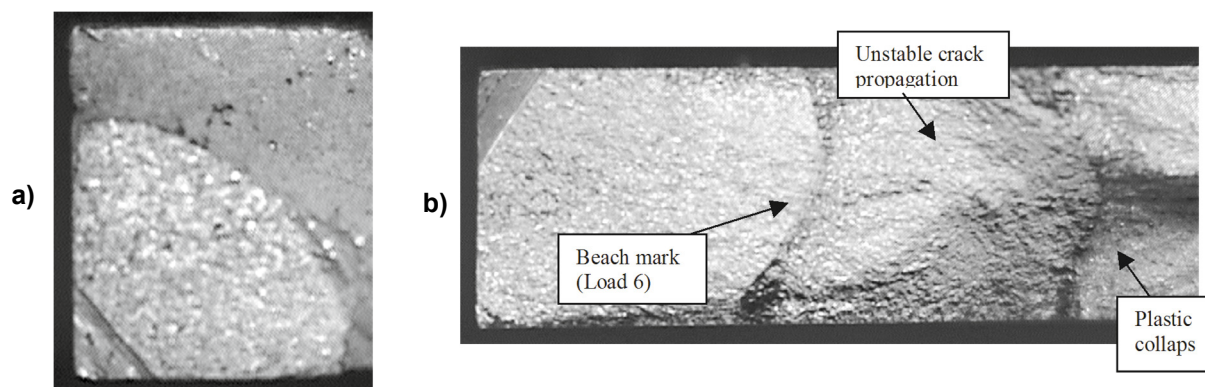 a)
b)
Unstable crack
propagation
Beach mark
(Load 6)
Plastic
collaps